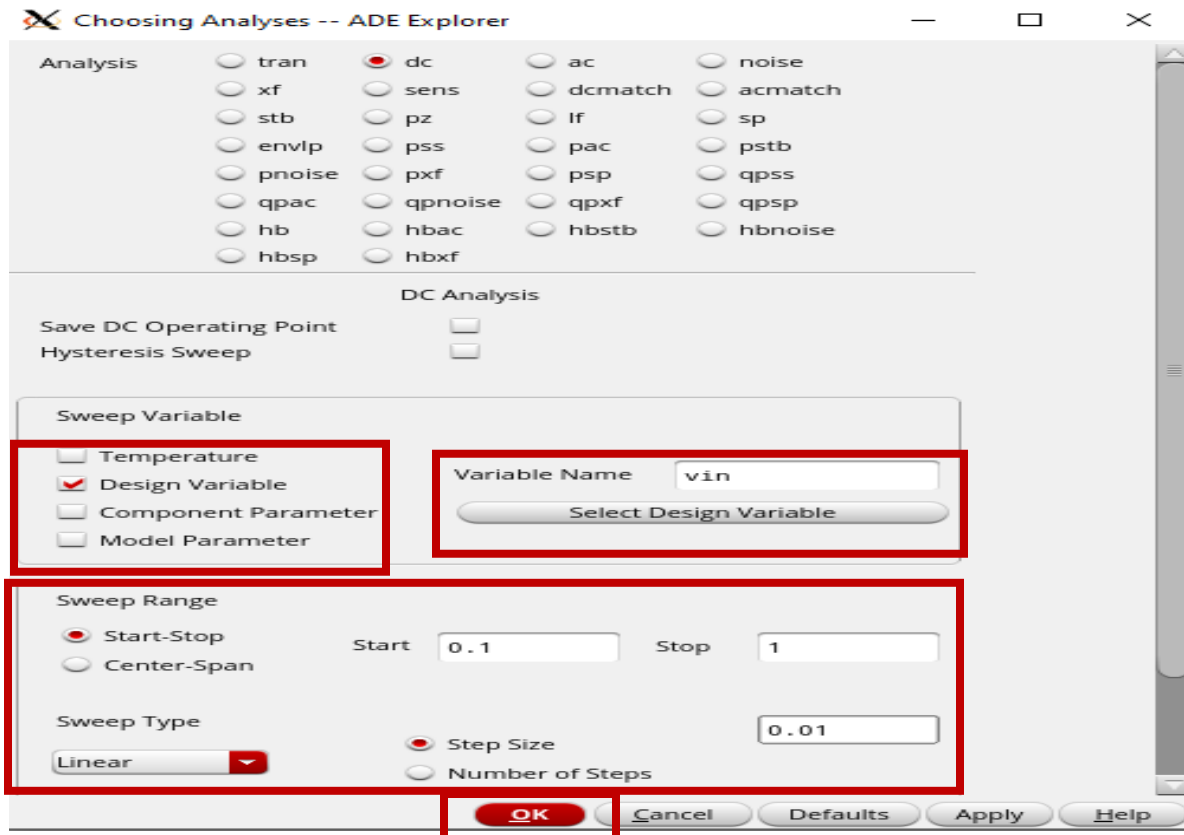 Choosing Analyses -- ADE Explorer
Analysis tran dc ac noise
xf sens dcmatch acmatch
stb pz lf sp
envlp pss pac pstb
pnoise pxf psp qpss
qpac qpnoise qpxf qpsp
hb hbac hbstb hbnoise
hbsp hbxf
DC Analysis
Save DC Operating Point
Hysteresis Sweep
Sweep Variable
Temperature
Design Variable
Component Parameter
Model Parameter
Variable Name vin
Select Design Variable
Sweep Range
Start-Stop
Center-Span
Start 0.1 Stop 1
Sweep Type
Linear
Step Size
Number of Steps
0.01
OK Cancel Defaults Apply Help